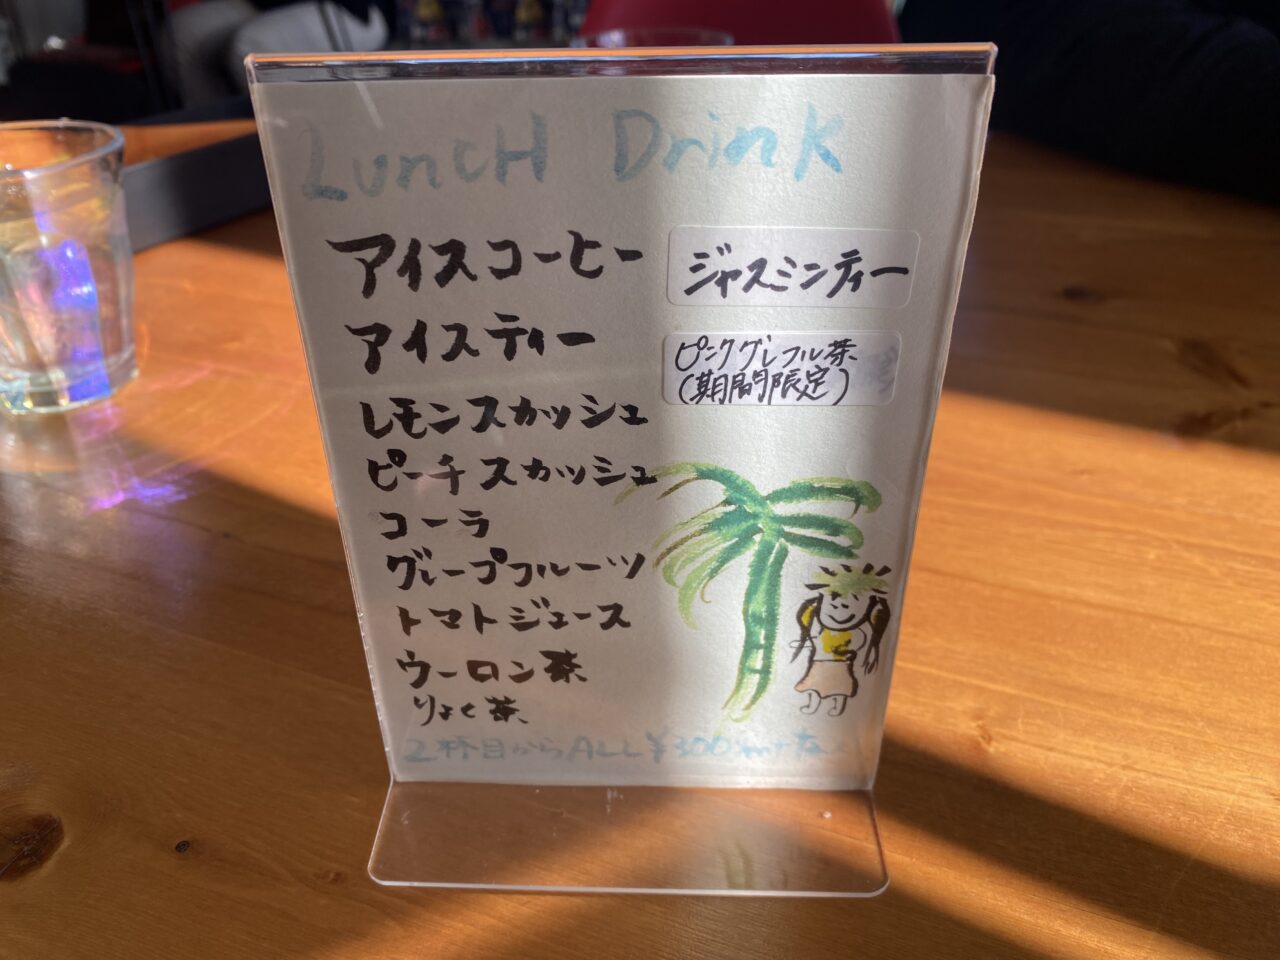 LuncH Drink
アイスコーヒー
アイスティー
レモンスカッシュ
ピーチスカッシュ
コーラ
グレープフルーツ
トマトジュース
ウーロン茶
りょく茶
ジャスミンティー
ピンクグレフル茶
(期間限定)
2杯目からALL ¥300